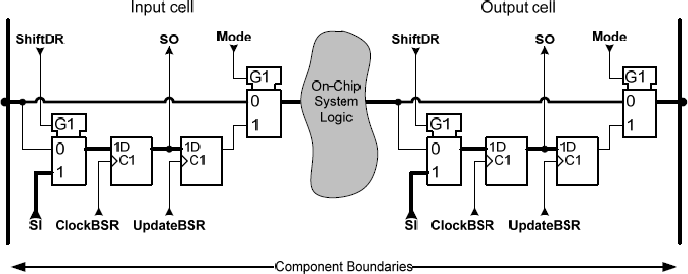 Input cell
Output cell
ShiftDR
SO
Mode
ShiftDR
SO
Mode
G1
G1
0
1
On-Chip
System
Logic
0
1
G1
G1
0
1
1D
C1
1D
C1
0
1
1D
C1
1D
C1
SI
ClockBSR
UpdateBSR
SI
ClockBSR
UpdateBSR
Component Boundaries